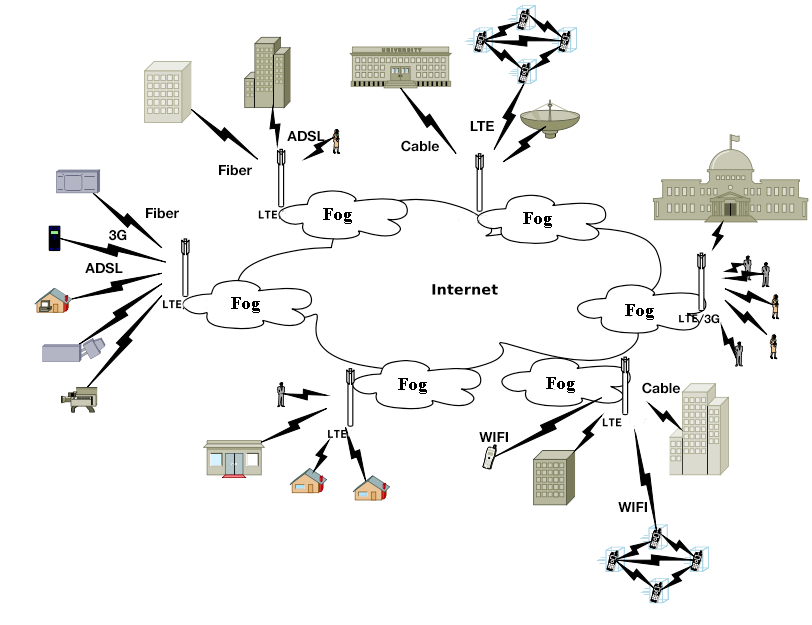 UNIVERSITY
LTE
ADSL
Cable
Fiber
LTE
Fog
Fog
Fiber
3G
ADSL
Internet
LTE
Fog
Fog
LTE/3G
Fog
Fog
Cable
LTE
LTE
WIFI
WIFI